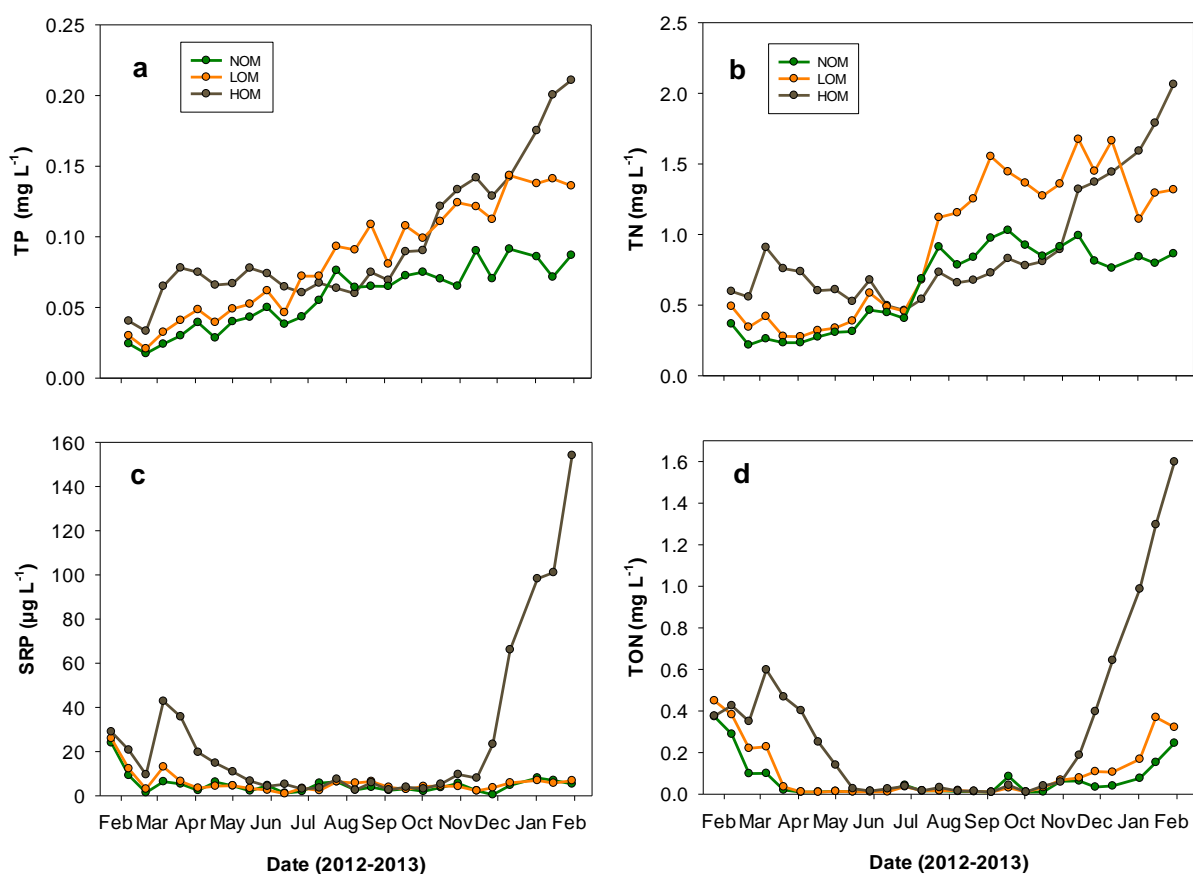 a
NOM
LOM
HOM
TP (mg L⁻¹)
0.25
0.20
0.15
0.10
0.05
0.00
b
NOM
LOM
HOM
TN (mg L⁻¹)
2.5
2.0
1.5
1.0
0.5
0.0
c
SRP (µg L⁻¹)
160
140
120
100
80
60
40
20
0
Feb Mar Apr May Jun Jul Aug Sep Oct Nov Dec Jan Feb
Date (2012-2013)
d
TON (mg L⁻¹)
1.6
1.4
1.2
1.0
0.8
0.6
0.4
0.2
0.0
Feb Mar Apr May Jun Jul Aug Sep Oct Nov Dec Jan Feb
Date (2012-2013)